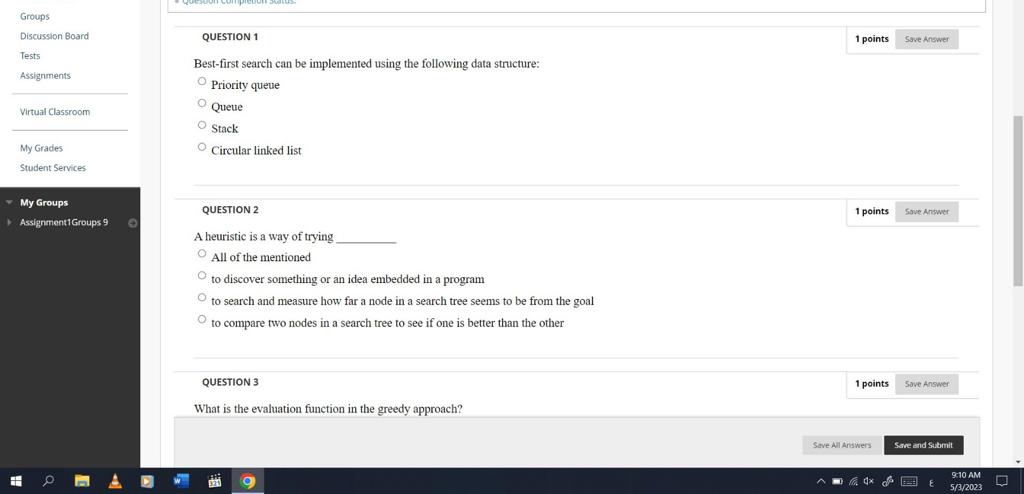 Question Completion Status:
Groups
Discussion Board
Tests
Assignments
Virtual Classroom
My Grades
Student Services
My Groups
Assignment1Groups 9
QUESTION 1
1 points
Save Answer
Best-first search can be implemented using the following data structure:
Priority queue
Queue
Stack
Circular linked list
QUESTION 2
1 points
Save Answer
A heuristic is a way of trying __________
All of the mentioned
to discover something or an idea embedded in a program
to search and measure how far a node in a search tree seems to be from the goal
to compare two nodes in a search tree to see if one is better than the other
QUESTION 3
1 points
Save Answer
What is the evaluation function in the greedy approach?
Save All Answers
Save and Submit
321
W
E
9:10 AM
5/3/2023